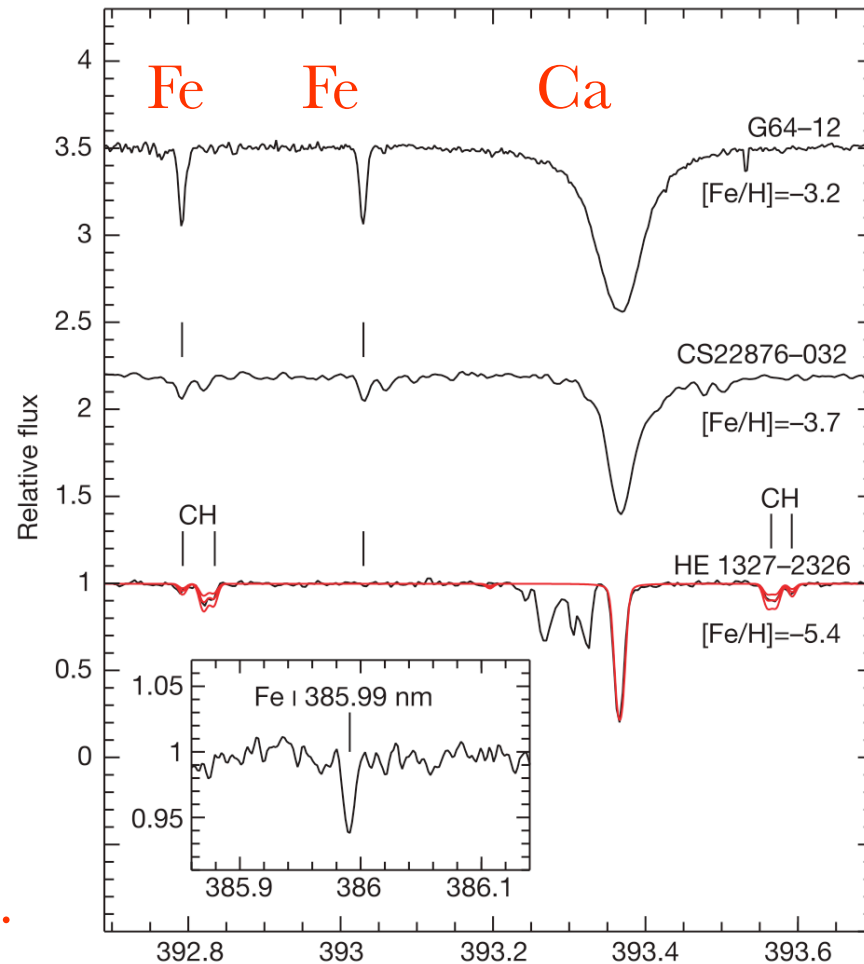 4
Fe Fe Ca
G64–12
3.5
[Fe/H]=–3.2
3
2.5
CS22876–032
2
[Fe/H]=–3.7
Relative flux
1.5
CH CH
HE 1327–2326
1
[Fe/H]=–5.4
0.5
1.05
Fe I 385.99 nm
0
1
0.95
385.9 386 386.1
392.8 393 393.2 393.4 393.6